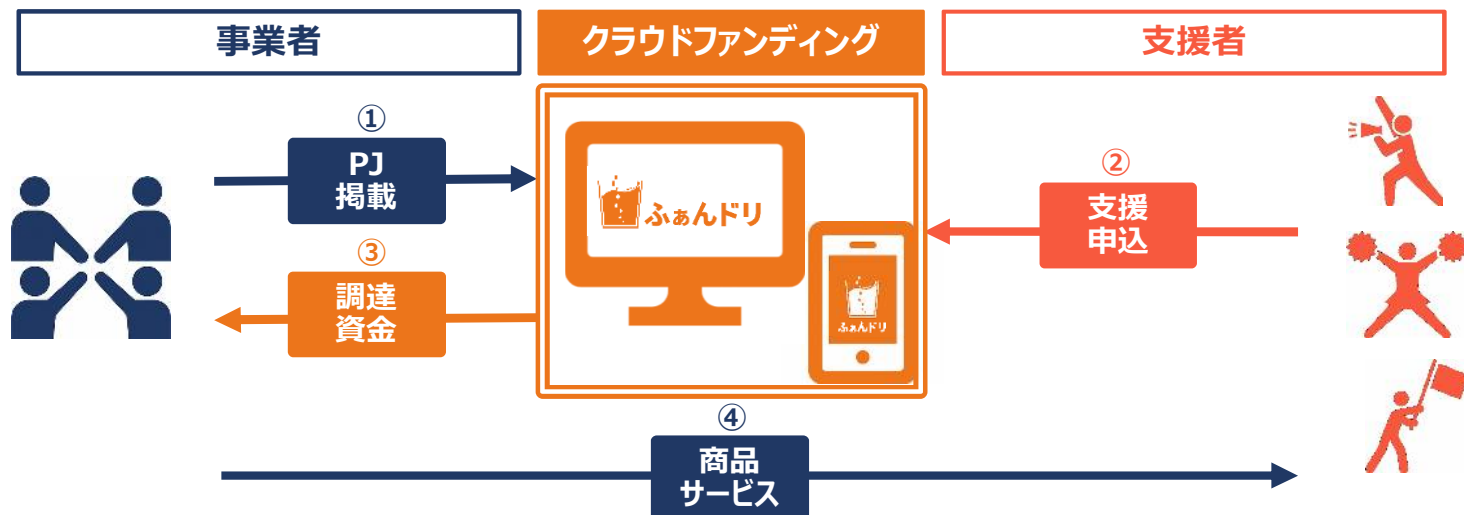 事業者
クラウドファンディング
支援者
①
PJ
掲載
②
支援
申込
ふぁんドリ
③
調達
資金
ふぁんドリ
④
商品
サービス